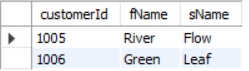 customerId fName sName
1005 River Flow
1006 Green Leaf